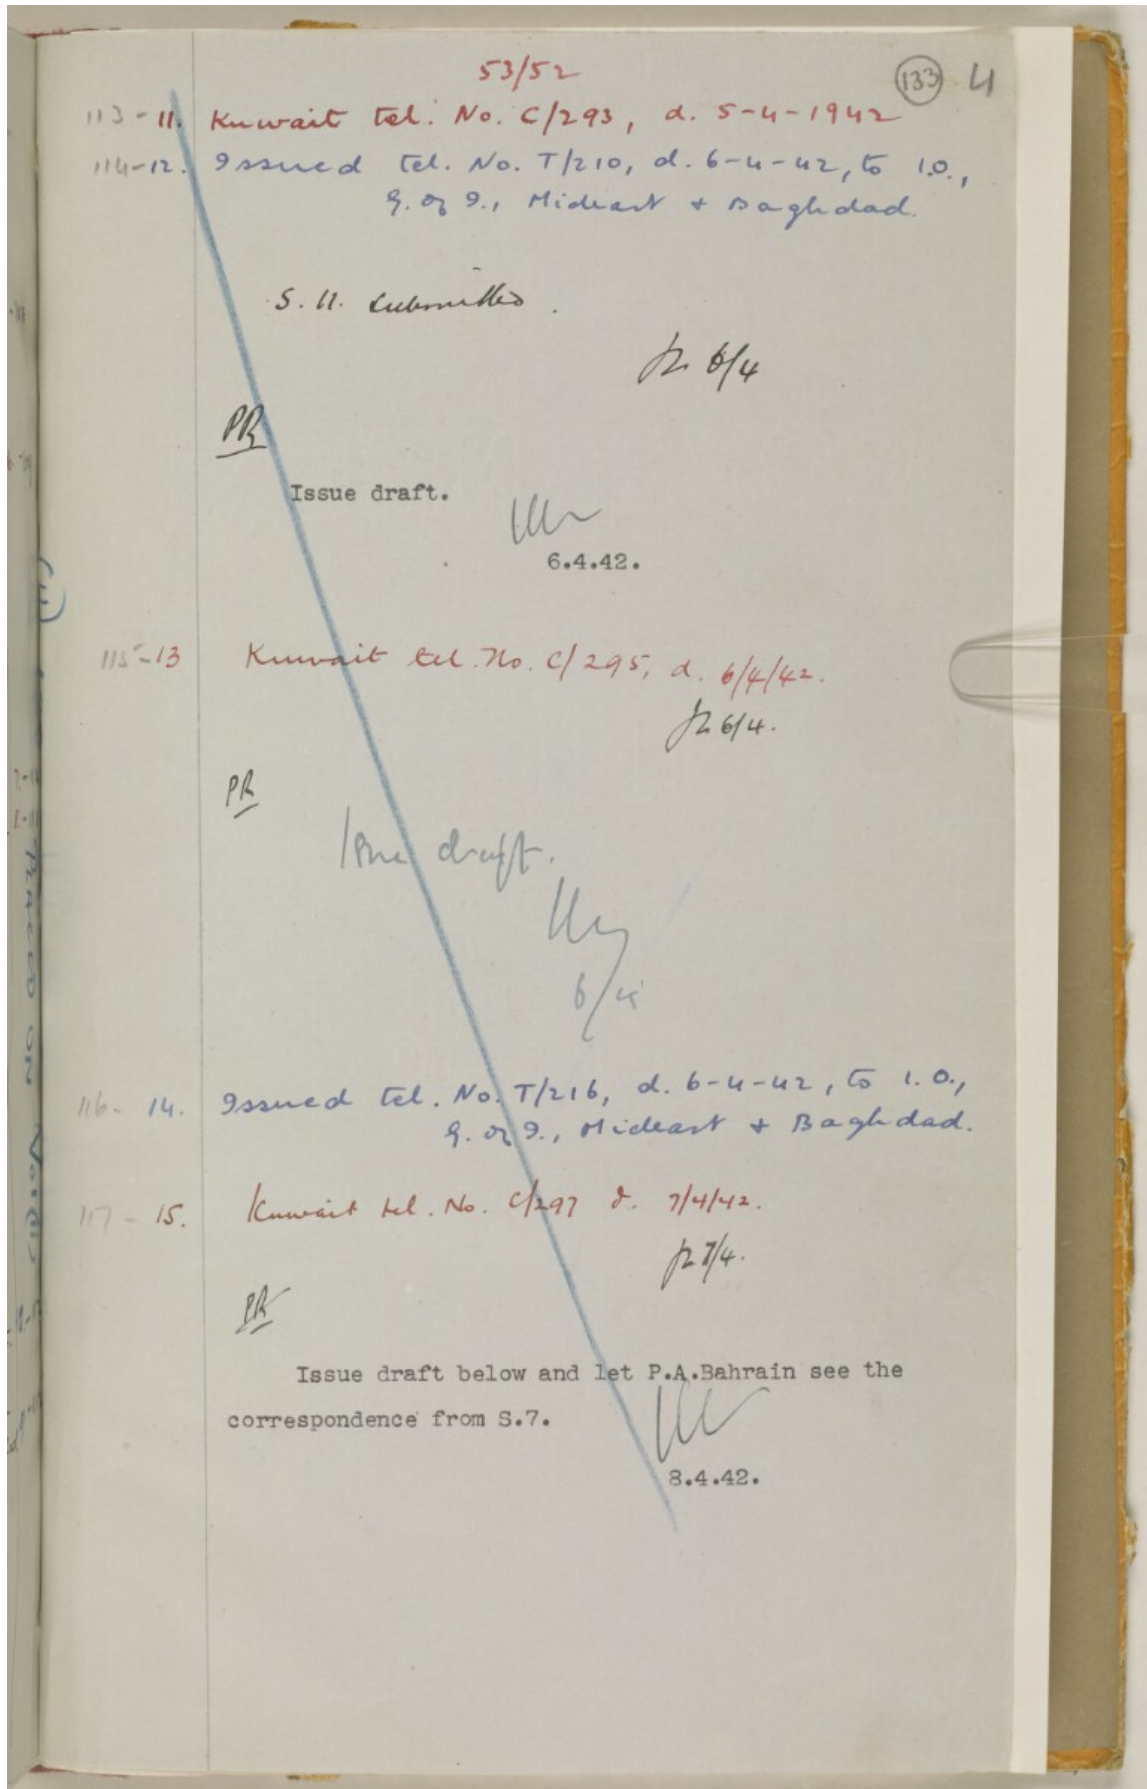 53/52
133 4
113-11. Kuwait tel. No. C/293, d. 5-4-1942
114-12. Issued tel. No. T/210, d. 6-4-42, to I.O.,
G. of I., Mideast + Baghdad.
S. 11. Submitted.
6/4
PR
Issue draft.
6.4.42.
115-13 Kuwait tel. No. C/295, d. 6/4/42.
6/4.
PR
Issue draft.
6/4
116-14. Issued tel. No. T/216, d. 6-4-42, to I.O.,
G. of I., Mideast + Baghdad.
117-15. Kuwait tel. No. C/297 d. 7/4/42.
7/4.
PR
Issue draft below and let P.A.Bahrain see the
correspondence from S.7.
8.4.42.